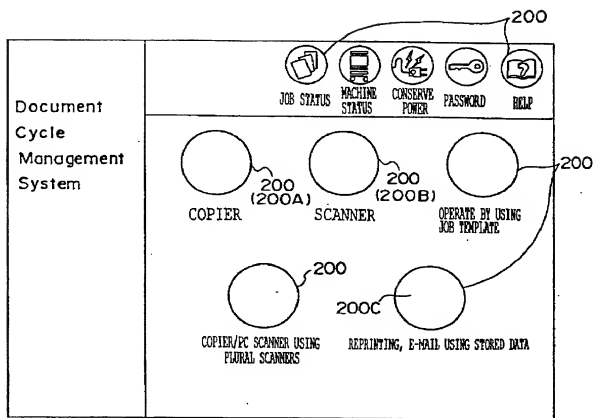 200
JOB STATUS
MACHINE STATUS
CONSERVE POWER
PASSWORD
HELP
Document
Cycle
Management
System
200
(200A)
200
(200B)
200
COPIER
SCANNER
OPERATE BY USING
JOB TEMPLATE
200
200C
COPIER/PC SCANNER USING
PLURAL SCANNERS
REPRINTING, E-MAIL USING STORED DATA